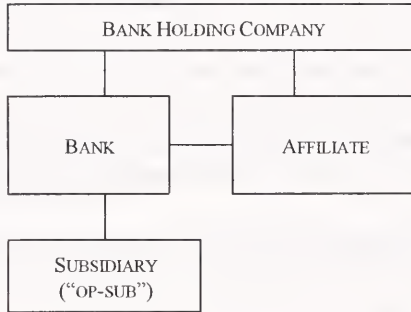 BANK HOLDING COMPANY
BANK
AFFILIATE
SUBSIDIARY
("OP-SUB")